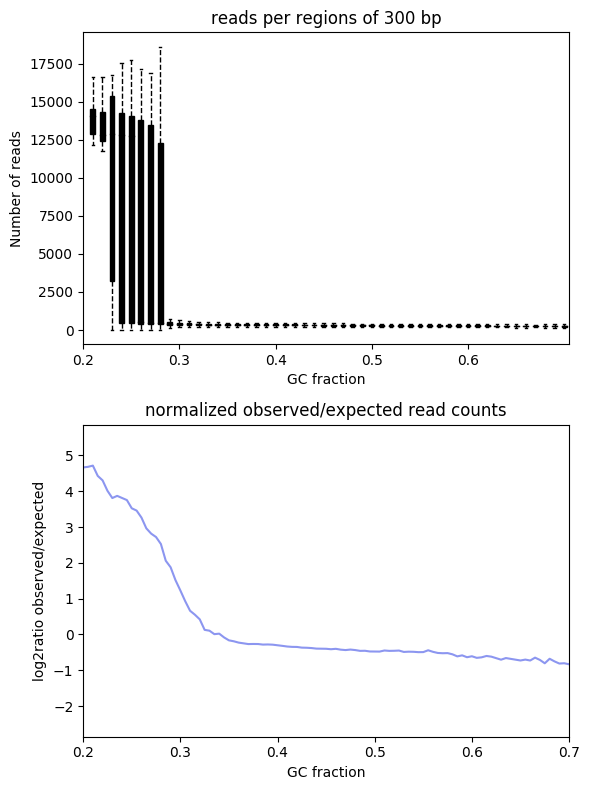 reads per regions of 300 bp
17500
15000
12500
10000
7500
5000
2500
0
Number of reads
0.2 0.3 0.4 0.5 0.6
GC fraction
normalized observed/expected read counts
5
4
3
2
1
0
−1
−2
log2ratio observed/expected
0.2 0.3 0.4 0.5 0.6 0.7
GC fraction